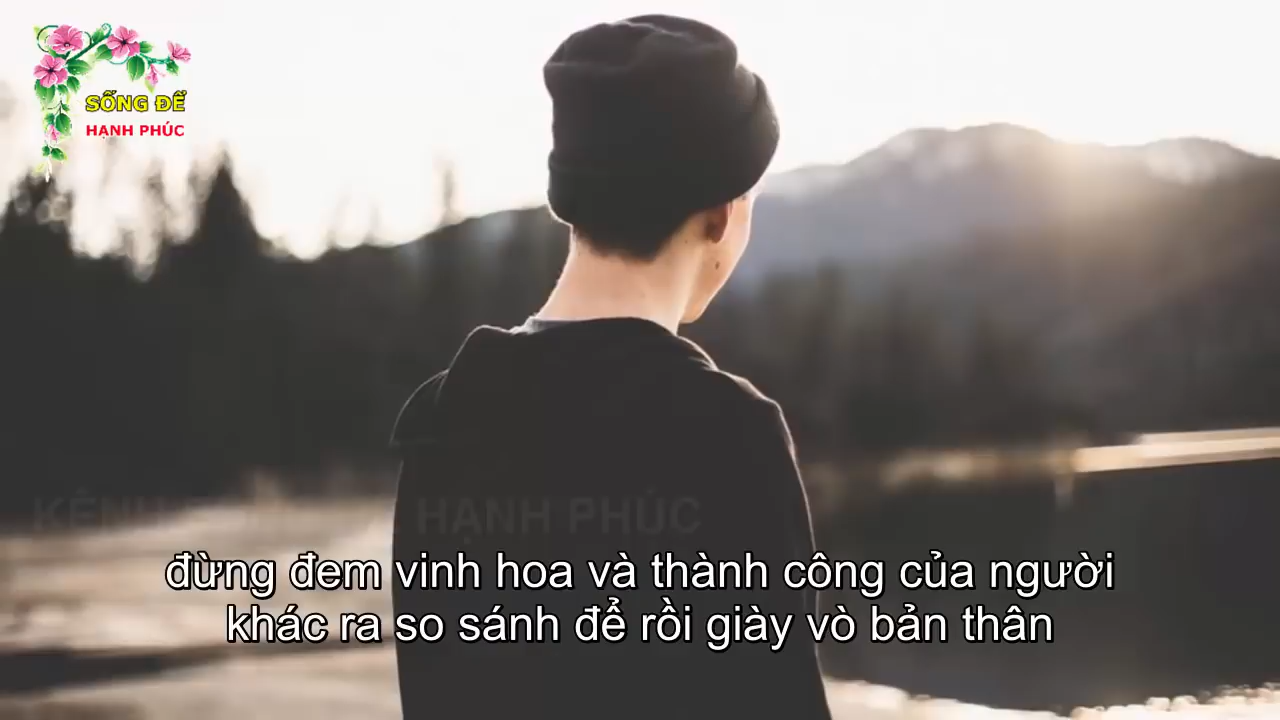 SỐNG ĐỂ
HẠNH PHÚC
KÊNH
HẠNH PHÚC
đừng đem vinh hoa và thành công của người
khác ra so sánh để rồi giày vò bản thân